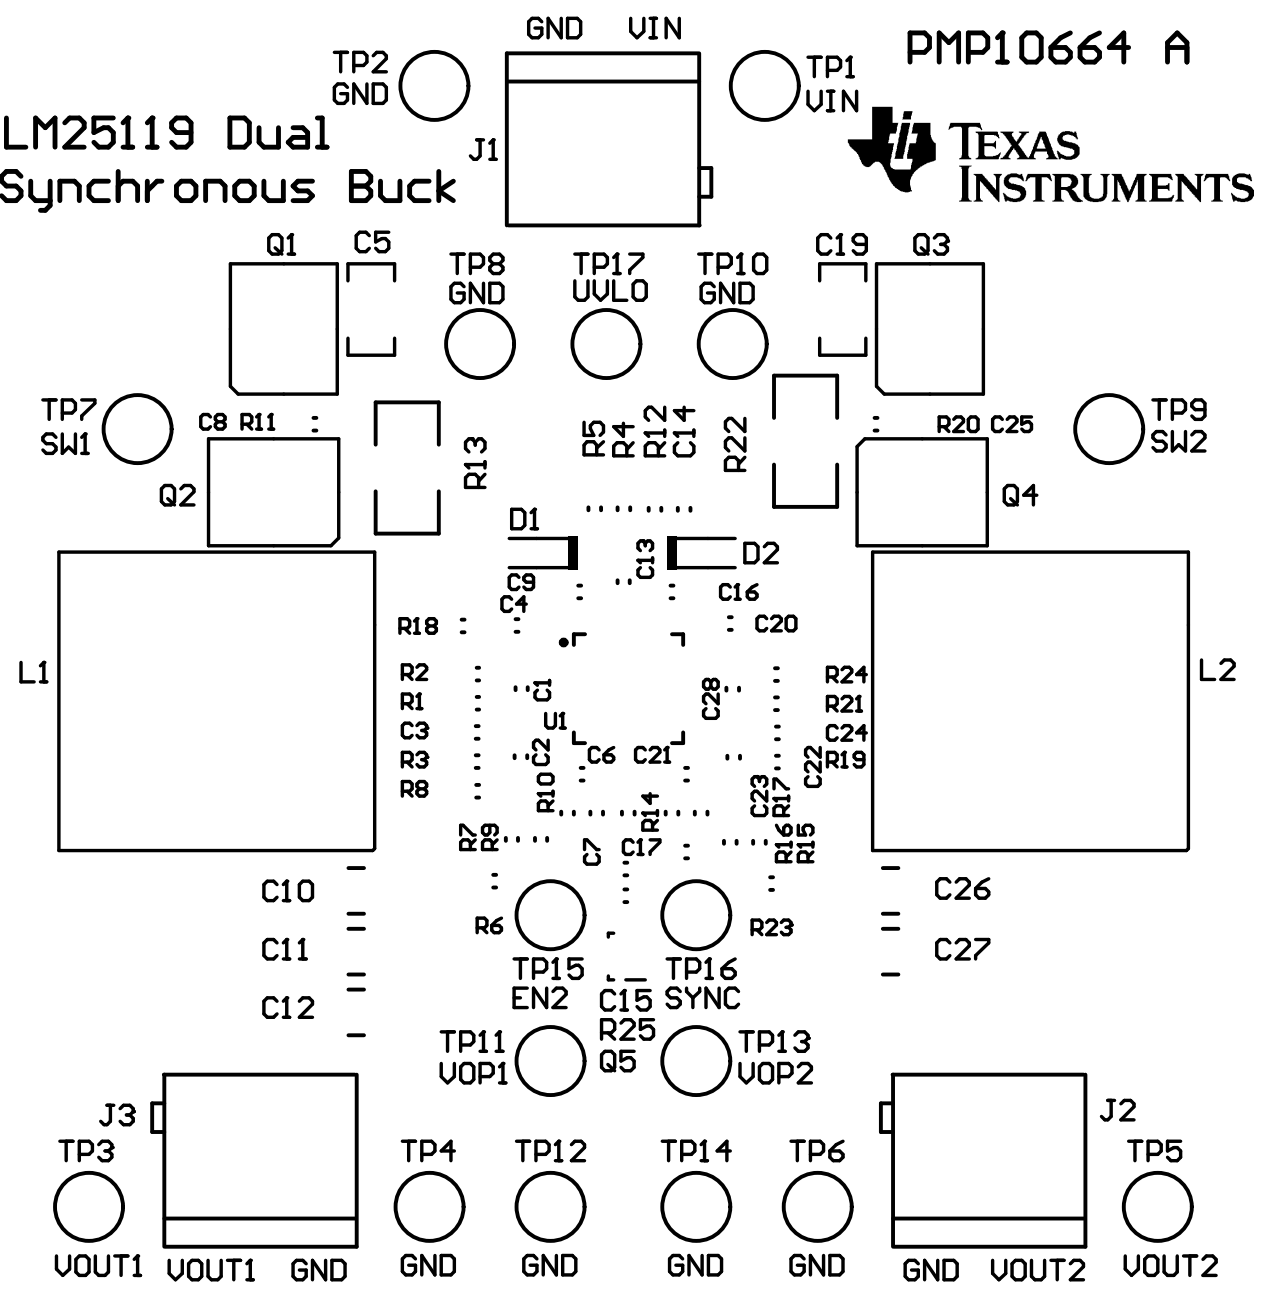 GND VIN
PMP10664 A
TP2
GND
TP1
VIN
LM25119 Dual
Synchronous Buck
J1
TEXAS
INSTRUMENTS
Q1
C5
C19
Q3
TP8
GND
TP17
UVLO
TP10
GND
TP7
SW1
C8 R11
R13
R5
R4
R12
C14
R22
R20 C25
TP9
SW2
Q2
Q4
D1
C13
D2
C9
C4
C16
R18
C20
L1
L2
R2
R1
C3
R3
R8
C1
U1
C2
C28
R24
R21
C24
R19
C6
C21
C22
R10
R14
C23
R17
R7
R9
C7
C17
R16
R15
C10
C11
C12
C26
C27
R6
R23
TP15
EN2
TP16
SYNC
C15
R25
Q5
TP11
VOP1
TP13
VOP2
J3
J2
TP3
TP4
TP12
TP14
TP6
TP5
VOUT1
VOUT1 GND
GND
GND
GND
GND
GND VOUT2
VOUT2